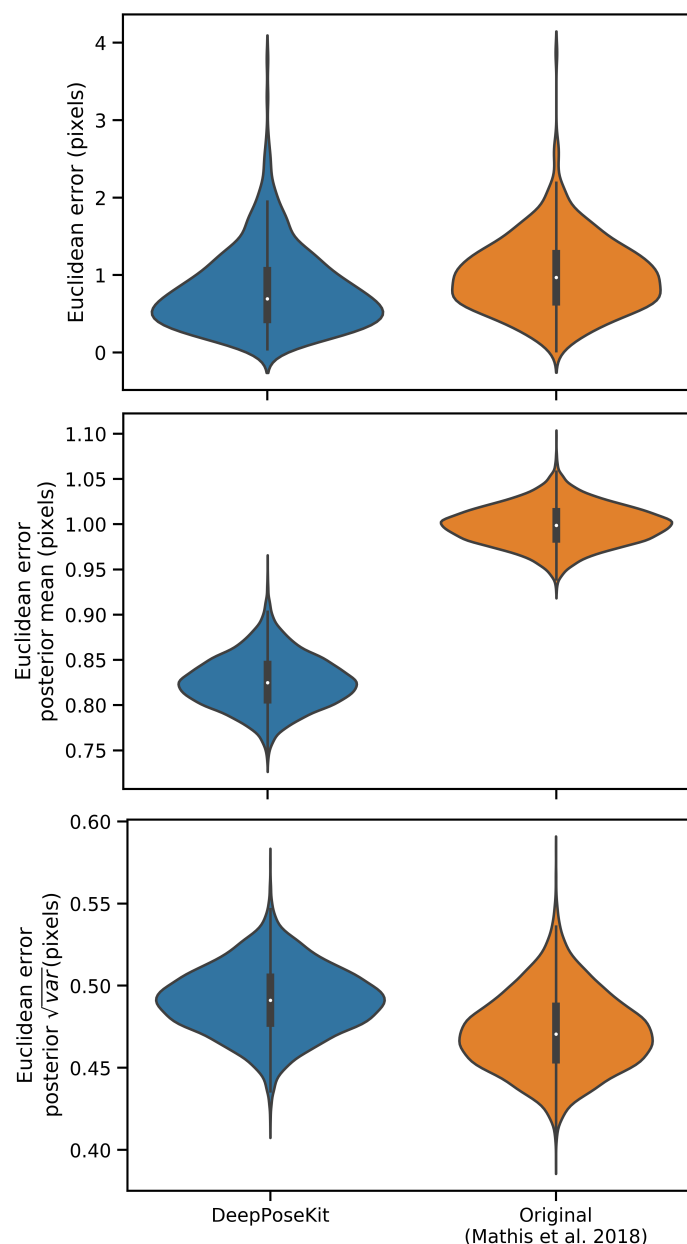 Euclidean error (pixels)
4
3
2
1
0
Euclidean error
posterior mean (pixels)
1.10
1.05
1.00
0.95
0.90
0.85
0.80
0.75
Euclidean error
posterior √var(pixels)
0.60
0.55
0.50
0.45
0.40
DeepPoseKit
Original
(Mathis et al. 2018)